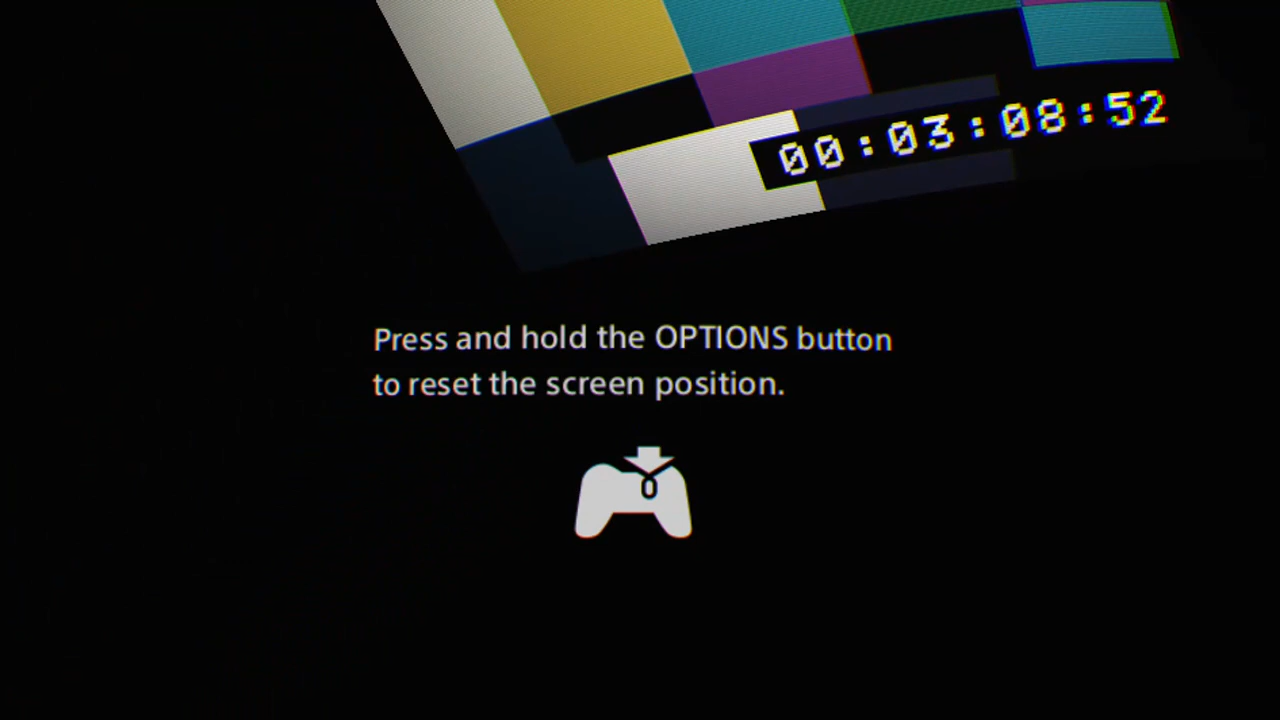 00:03:08:52
Press and hold the OPTIONS button
to reset the screen position.